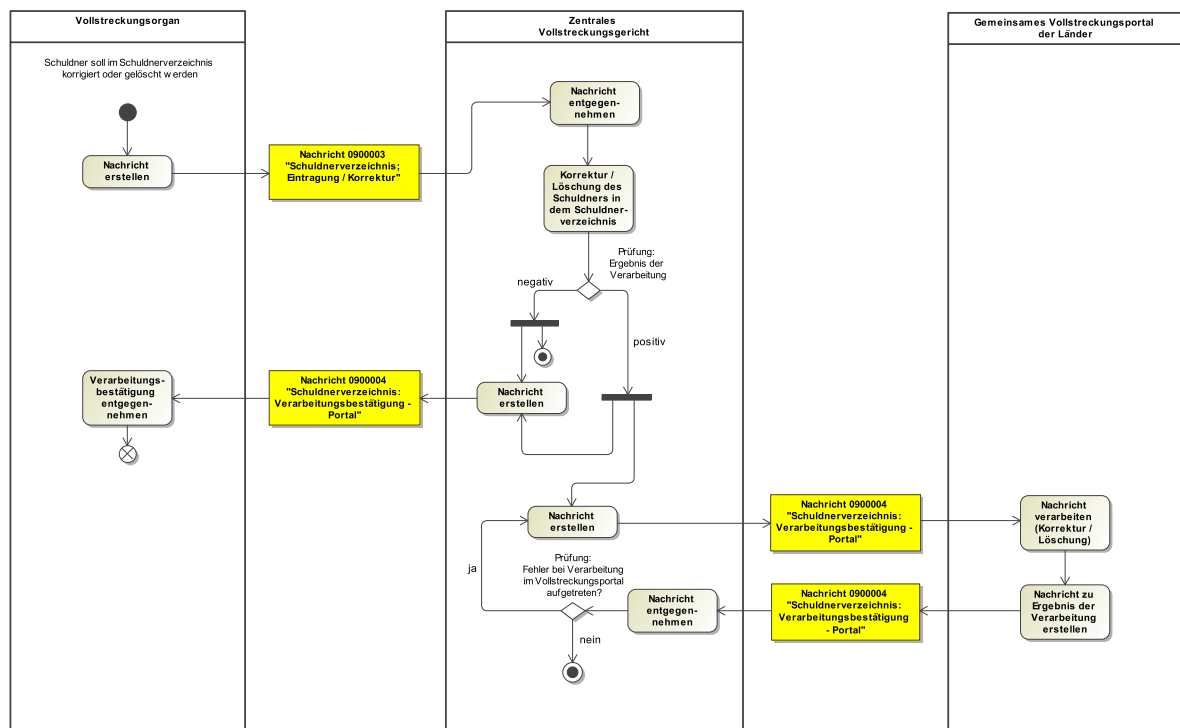 Vollstreckungsorgan
Zentrales
Vollstreckungsgericht
Gemeinsames Vollstreckungsportal
der Länder
Schuldner soll im Schuldnerverzeichnis
korrigiert oder gelöscht werden
Nachricht
erstellen
Nachricht 0900003
"Schuldnerverzeichnis;
Eintragung / Korrektur"
Nachricht
entgegen-
nehmen
Korrektur /
Löschung des
Schuldners in
dem Schuldner-
verzeichnis
Prüfung:
Ergebnis der
Verarbeitung
negativ
positiv
Verarbeitungs-
bestätigung
entgegen-
nehmen
Nachricht 0900004
"Schuldnerverzeichnis:
Verarbeitungsbestätigung -
Portal"
Nachricht
erstellen
Nachricht
erstellen
Nachricht 0900004
"Schuldnerverzeichnis:
Verarbeitungsbestätigung -
Portal"
Nachricht
verarbeiten
(Korrektur /
Löschung)
ja
Prüfung:
Fehler bei Verarbeitung
im Vollstreckungsportal
aufgetreten?
nein
Nachricht
entgegen-
nehmen
Nachricht 0900004
"Schuldnerverzeichnis:
Verarbeitungsbestätigung
- Portal"
Nachricht zu
Ergebnis der
Verarbeitung
erstellen